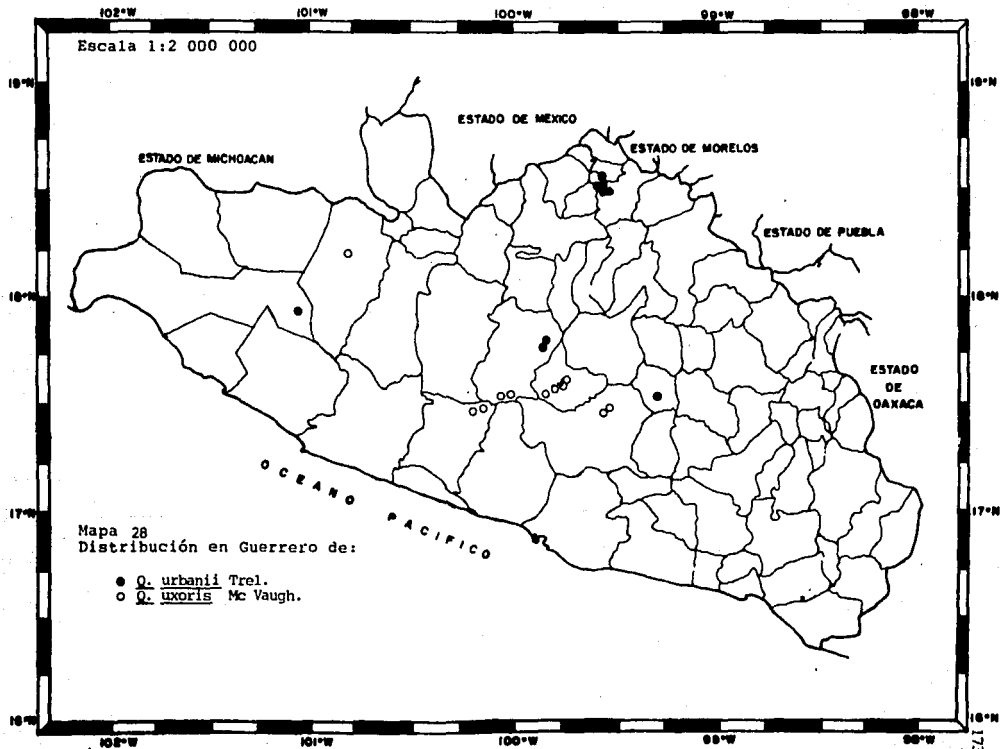 102°W 101°W 100°W 99°W 98°W
Escala 1:2 000 000
19°N 19°N
ESTADO DE MEXICO
ESTADO DE MORELOS
ESTADO DE MICHOACAN
ESTADO DE PUEBLA
18°N 18°N
ESTADO
DE
OAXACA
OCEANO PACIFICO
17°N 17°N
Mapa 28
Distribución en Guerrero de:
Q. urbanii Trel.
Q. uxoris Mc Vaugh.
16°N 16°N
102°W 101°W 100°W 99°W 98°W